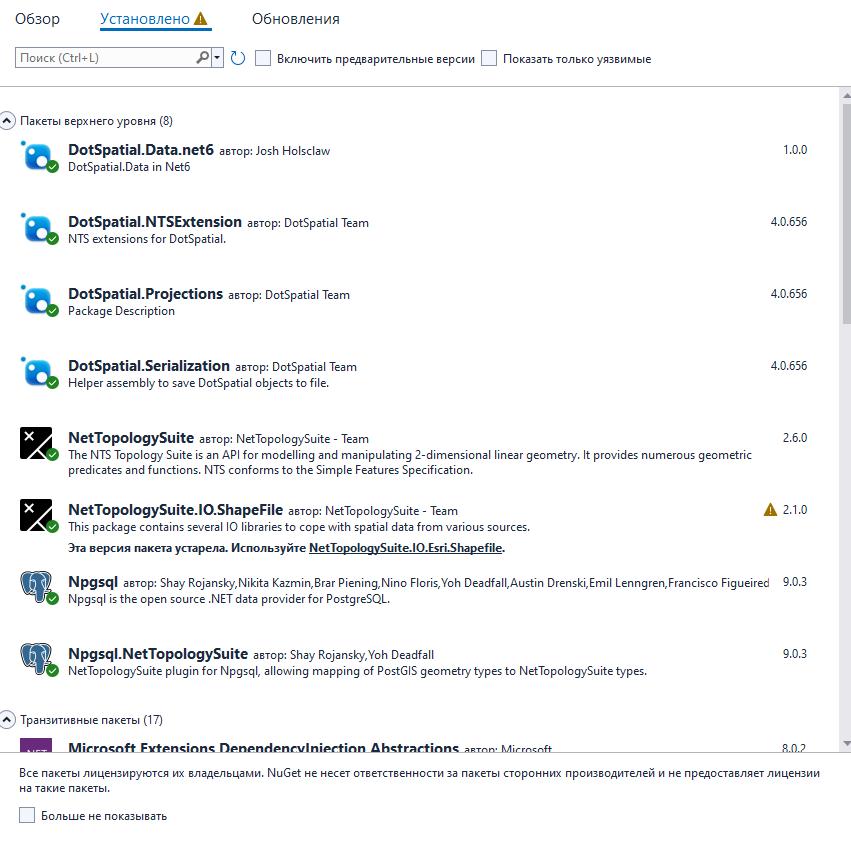 Обзор
Установлено
Обновления
Поиск (Ctrl+L)
Включить предварительные версии
Показать только уязвимые
Пакеты верхнего уровня (8)
DotSpatial.Data.net6 автор: Josh Holsclaw 1.0.0
DotSpatial.Data in Net6
DotSpatial.NTSExtension автор: DotSpatial Team 4.0.656
NTS extensions for DotSpatial.
DotSpatial.Projections автор: DotSpatial Team 4.0.656
Package Description
DotSpatial.Serialization автор: DotSpatial Team 4.0.656
Helper assembly to save DotSpatial objects to file.
NetTopologySuite автор: NetTopologySuite - Team 2.6.0
The NTS Topology Suite is an API for modelling and manipulating 2-dimensional linear geometry. It provides numerous geometric
predicates and functions. NTS conforms to the Simple Features Specification.
NetTopologySuite.IO.ShapeFile автор: NetTopologySuite - Team 2.1.0
This package contains several IO libraries to cope with spatial data from various sources.
Эта версия пакета устарела. Используйте NetTopologySuite.IO.Esri.Shapefile.
Npgsql автор: Shay Rojansky,Nikita Kazmin,Brar Piening,Nino Floris,Yoh Deadfall,Austin Drenski,Emil Lenngren,Francisco Figueired 9.0.3
Npgsql is the open source .NET data provider for PostgreSQL.
Npgsql.NetTopologySuite автор: Shay Rojansky,Yoh Deadfall 9.0.3
NetTopologySuite plugin for Npgsql, allowing mapping of PostGIS geometry types to NetTopologySuite types.
Транзитивные пакеты (17)
Microsoft.Extensions.DependencyInjection.Abstractions автор: Microsoft 8.0.2
Все пакеты лицензируются их владельцами. NuGet не несет ответственности за пакеты сторонних производителей и не предоставляет лицензии
на такие пакеты.
Больше не показывать